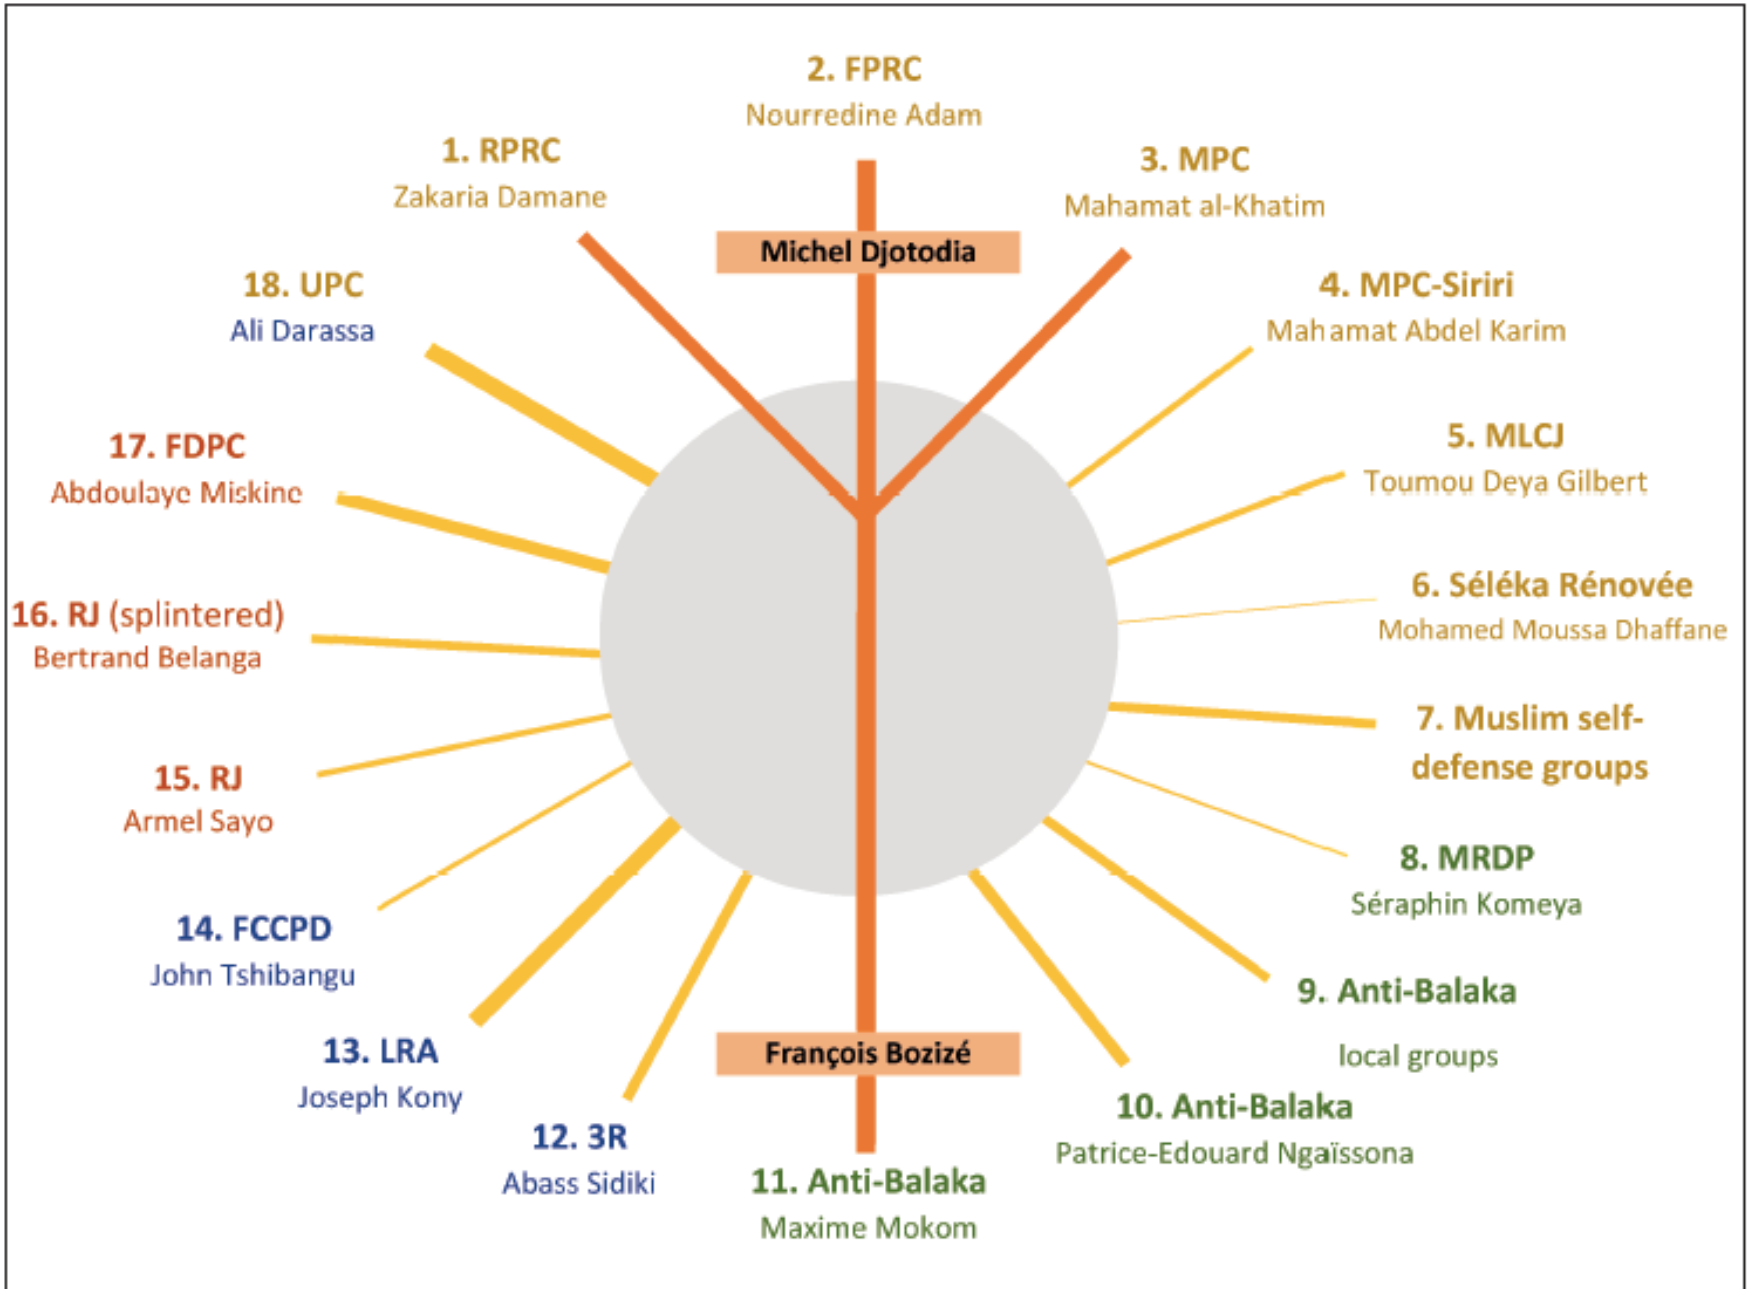 2. FPRC
Nourredine Adam
1. RPRC
Zakaria Damane
3. MPC
Mahamat al-Khatim
Michel Djotodia
18. UPC
Ali Darassa
4. MPC-Siriri
Mahamat Abdel Karim
17. FDPC
Abdoulaye Miskine
5. MLCJ
Toumou Deya Gilbert
16. RJ (splintered)
Bertrand Belanga
6. Séléka Rénovée
Mohamed Moussa Dhaffane
7. Muslim self-
defense groups
15. RJ
Armel Sayo
8. MRDP
Séraphin Komeya
14. FCCPD
John Tshibangu
9. Anti-Balaka
local groups
13. LRA
Joseph Kony
François Bozizé
10. Anti-Balaka
Patrice-Edouard Ngaïssona
12. 3R
Abass Sidiki
11. Anti-Balaka
Maxime Mokom